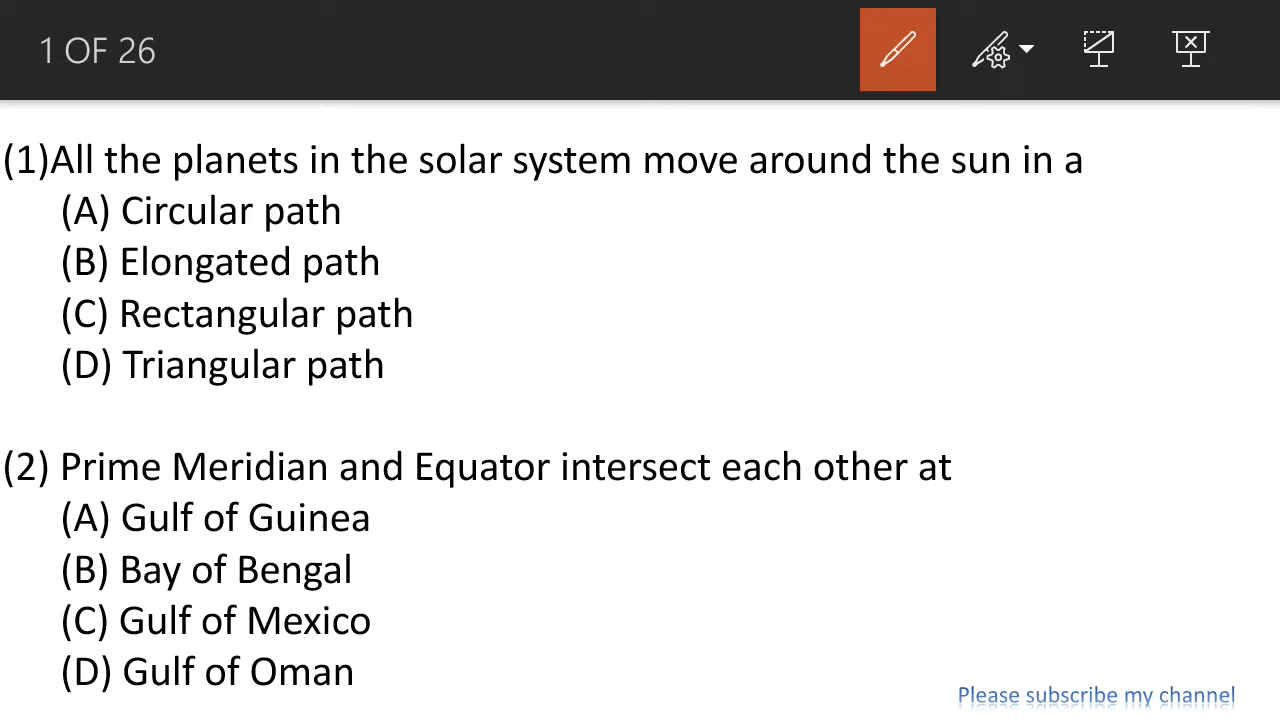 1 OF 26
(1)All the planets in the solar system move around the sun in a
(A) Circular path
(B) Elongated path
(C) Rectangular path
(D) Triangular path
(2) Prime Meridian and Equator intersect each other at
(A) Gulf of Guinea
(B) Bay of Bengal
(C) Gulf of Mexico
(D) Gulf of Oman
Please subscribe my channel